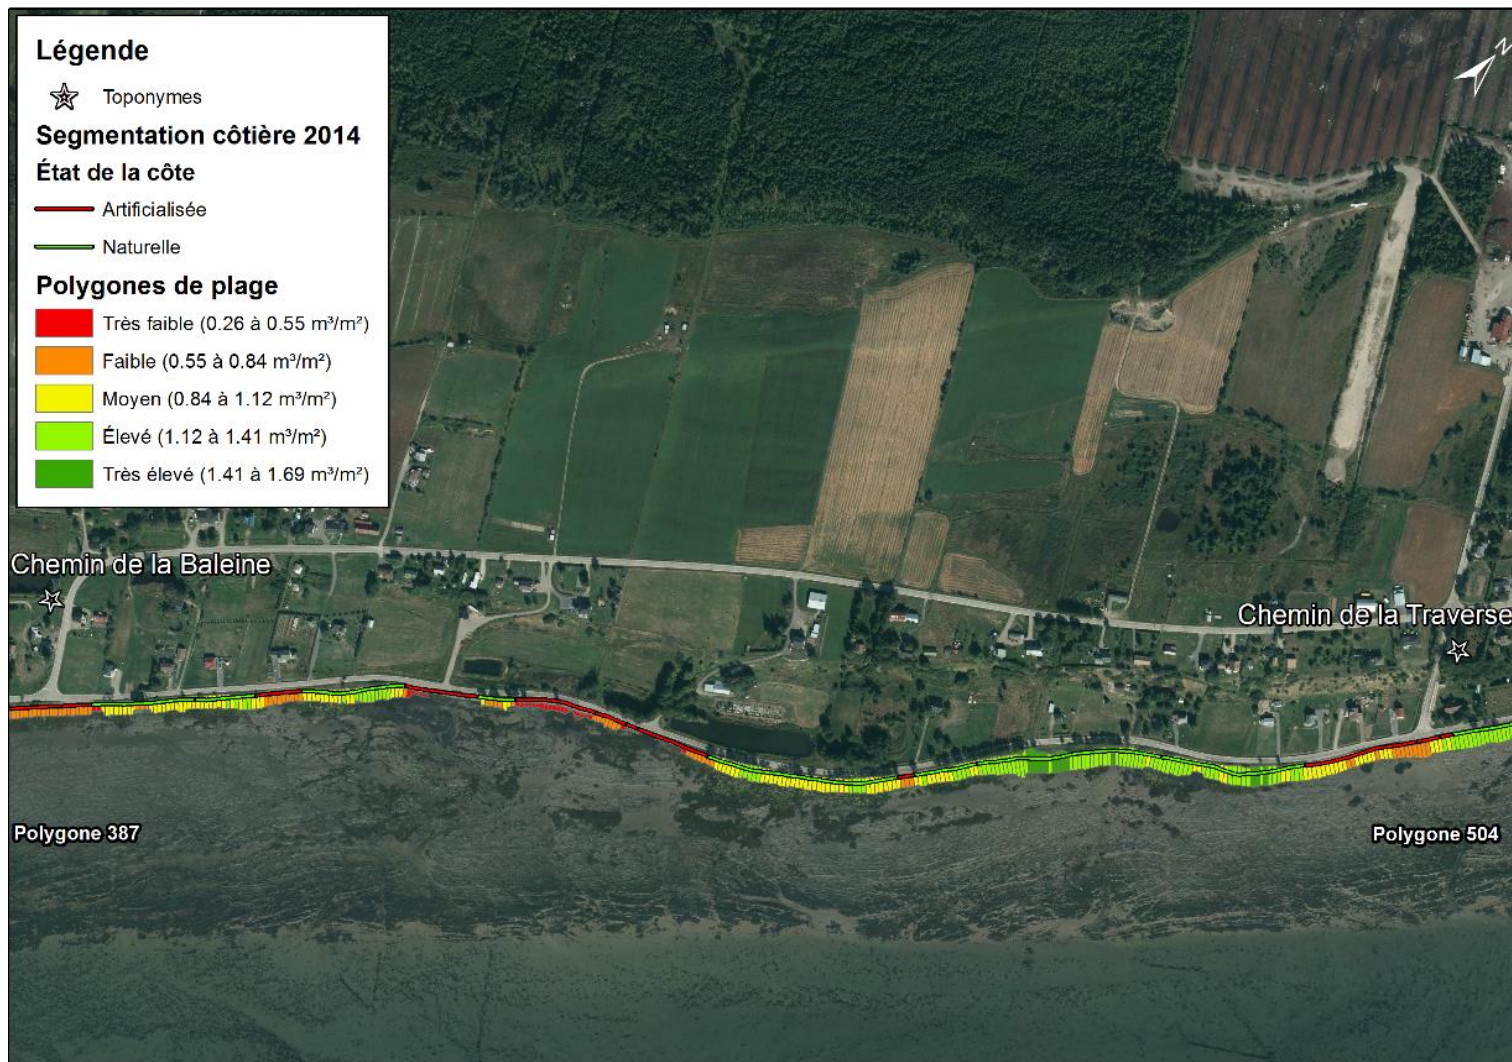 Légende
Toponymes
Segmentation côtière 2014
État de la côte
Artificialisée
Naturelle
Polygones de plage
Très faible (0.26 à 0.55 m³/m²)
Faible (0.55 à 0.84 m³/m²)
Moyen (0.84 à 1.12 m³/m²)
Élevé (1.12 à 1.41 m³/m²)
Très élevé (1.41 à 1.69 m³/m²)
N
Chemin de la Baleine
Chemin de la Traverse
Polygone 387
Polygone 504